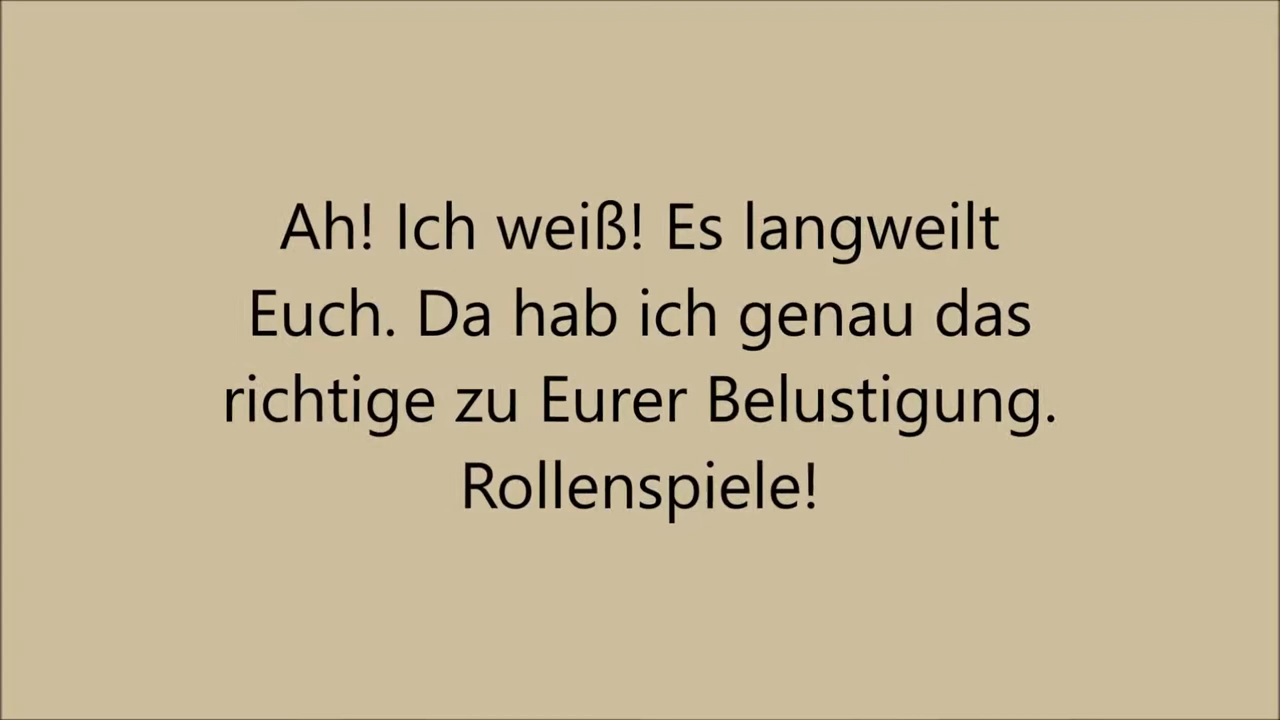 Ah! Ich weiß! Es langweilt
Euch. Da hab ich genau das
richtige zu Eurer Belustigung.
Rollenspiele!